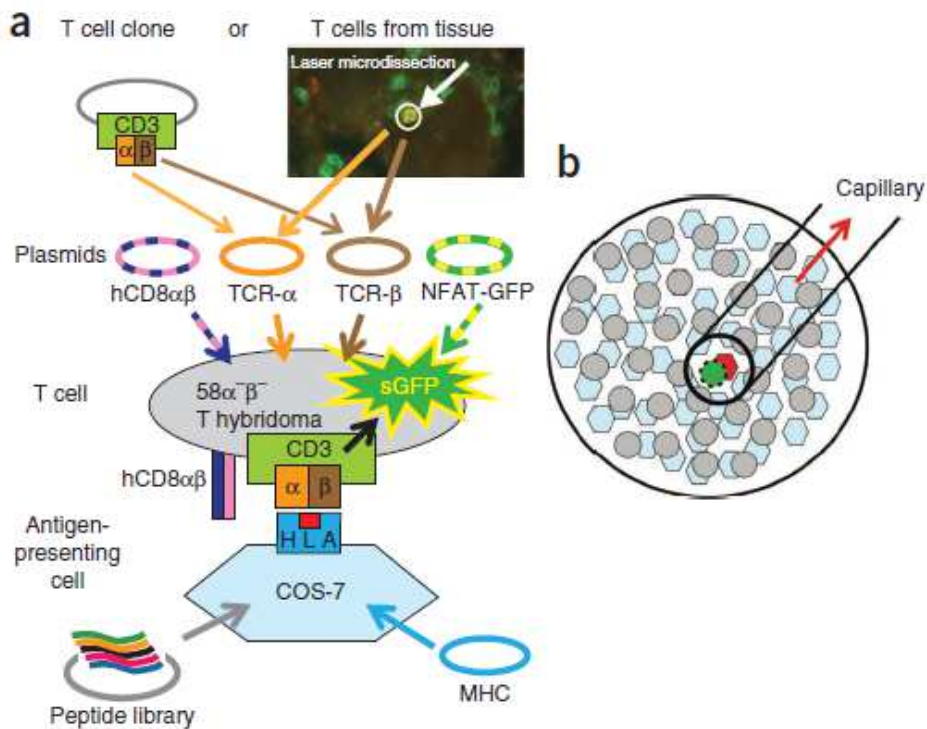 a
T cell clone or T cells from tissue
Laser microdissection
CD3
α β
b
Capillary
Plasmids
hCD8αβ TCR-α TCR-β NFAT-GFP
T cell
58α⁻β⁻
T hybridoma
sGFP
CD3
hCD8αβ
α β
Antigen-
presenting
cell
H L A
COS-7
Peptide library
MHC